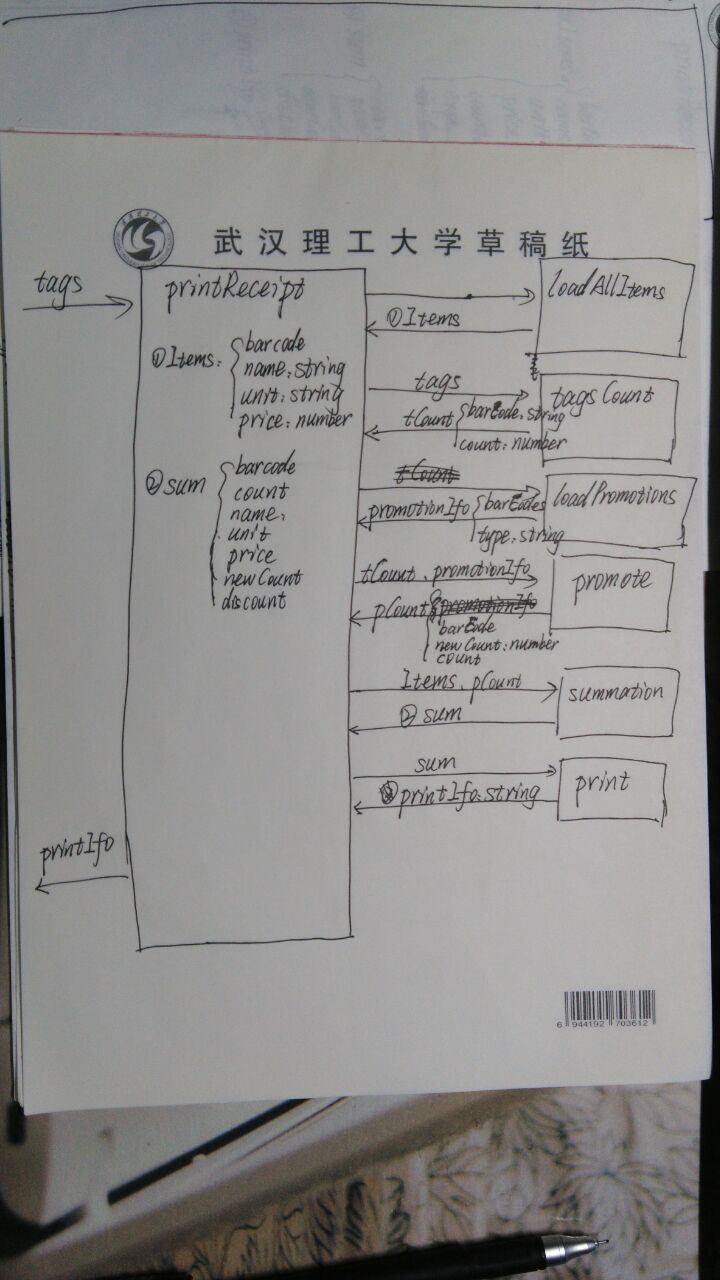 武汉理工大学草稿纸
tags
printReceipt
loadAllItems
①Items
①Items:
barcode
name:string
unit:string
price:number
tags
tagsCount
tCount
barcode:string
count:number
②sum
barcode
count
name:
unit
price
newCount
discount
tCount
loadPromotions
promotionIfo
barCodes
type:string
tCount、promotionIfo
promote
pCount
promotionIfo
barCode
newCount:number
count
Items、pCount
summation
② sum
sum
print
printIfo:string
printIfo
6 944192 703612